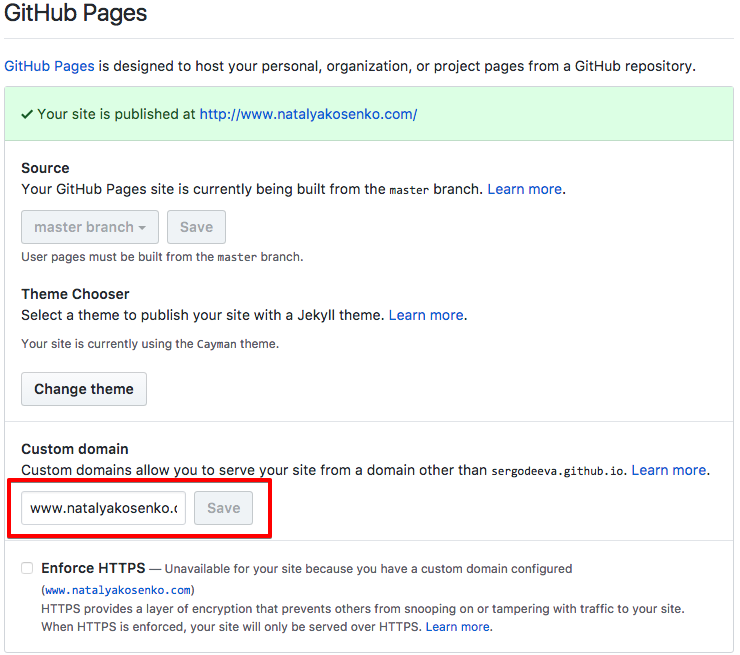 GitHub Pages
GitHub Pages is designed to host your personal, organization, or project pages from a GitHub repository.
✓ Your site is published at http://www.natalyakosenko.com/
Source
Your GitHub Pages site is currently being built from the master branch. Learn more.
master branch Save
User pages must be built from the master branch.
Theme Chooser
Select a theme to publish your site with a Jekyll theme. Learn more.
Your site is currently using the Cayman theme.
Change theme
Custom domain
Custom domains allow you to serve your site from a domain other than sergodeeva.github.io. Learn more.
www.natalyakosenko.c Save
Enforce HTTPS — Unavailable for your site because you have a custom domain configured
(www.natalyakosenko.com)
HTTPS provides a layer of encryption that prevents others from snooping on or tampering with traffic to your site.
When HTTPS is enforced, your site will only be served over HTTPS. Learn more.